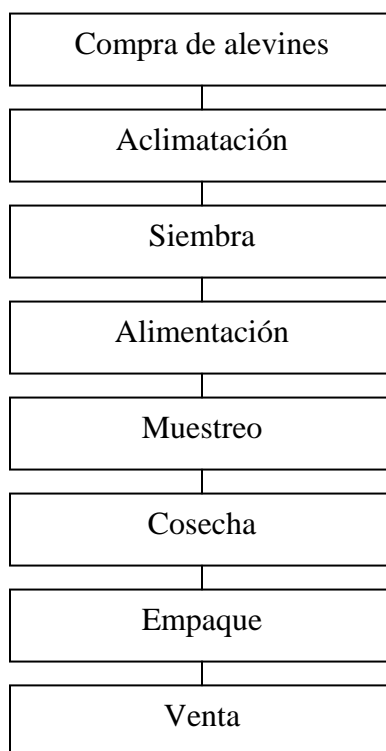 Compra de alevines
Aclimatación
Siembra
Alimentación
Muestreo
Cosecha
Empaque
Venta